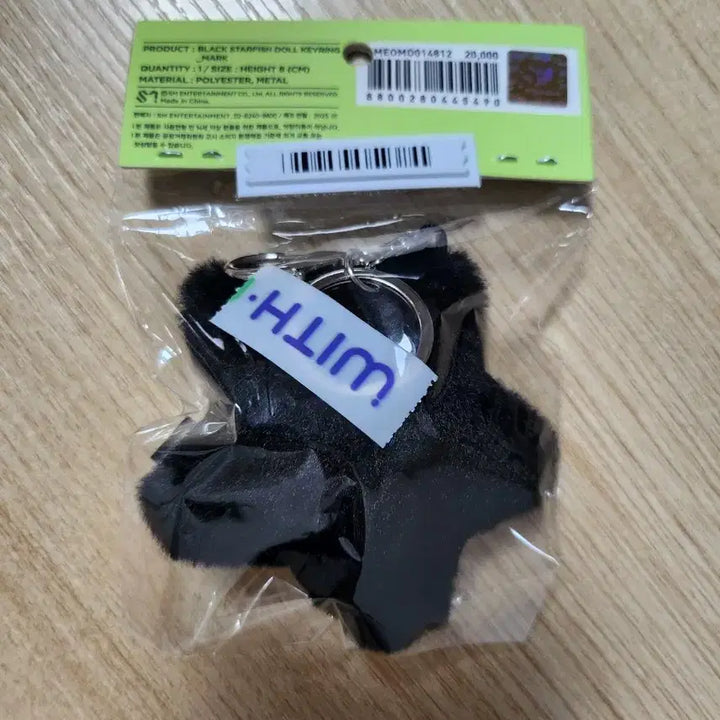 PRODUCT : BLACK STARFISH DOLL KEYRING
_MARK
QUANTITY : 1 / SIZE : HEIGHT 8 (CM)
MATERIAL : POLYESTER, METAL
©SM ENTERTAINMENT CO., Ltd. ALL RIGHTS RESERVED.
Made in China.
MEOMD014812 20,000
8800280645490
WITH.